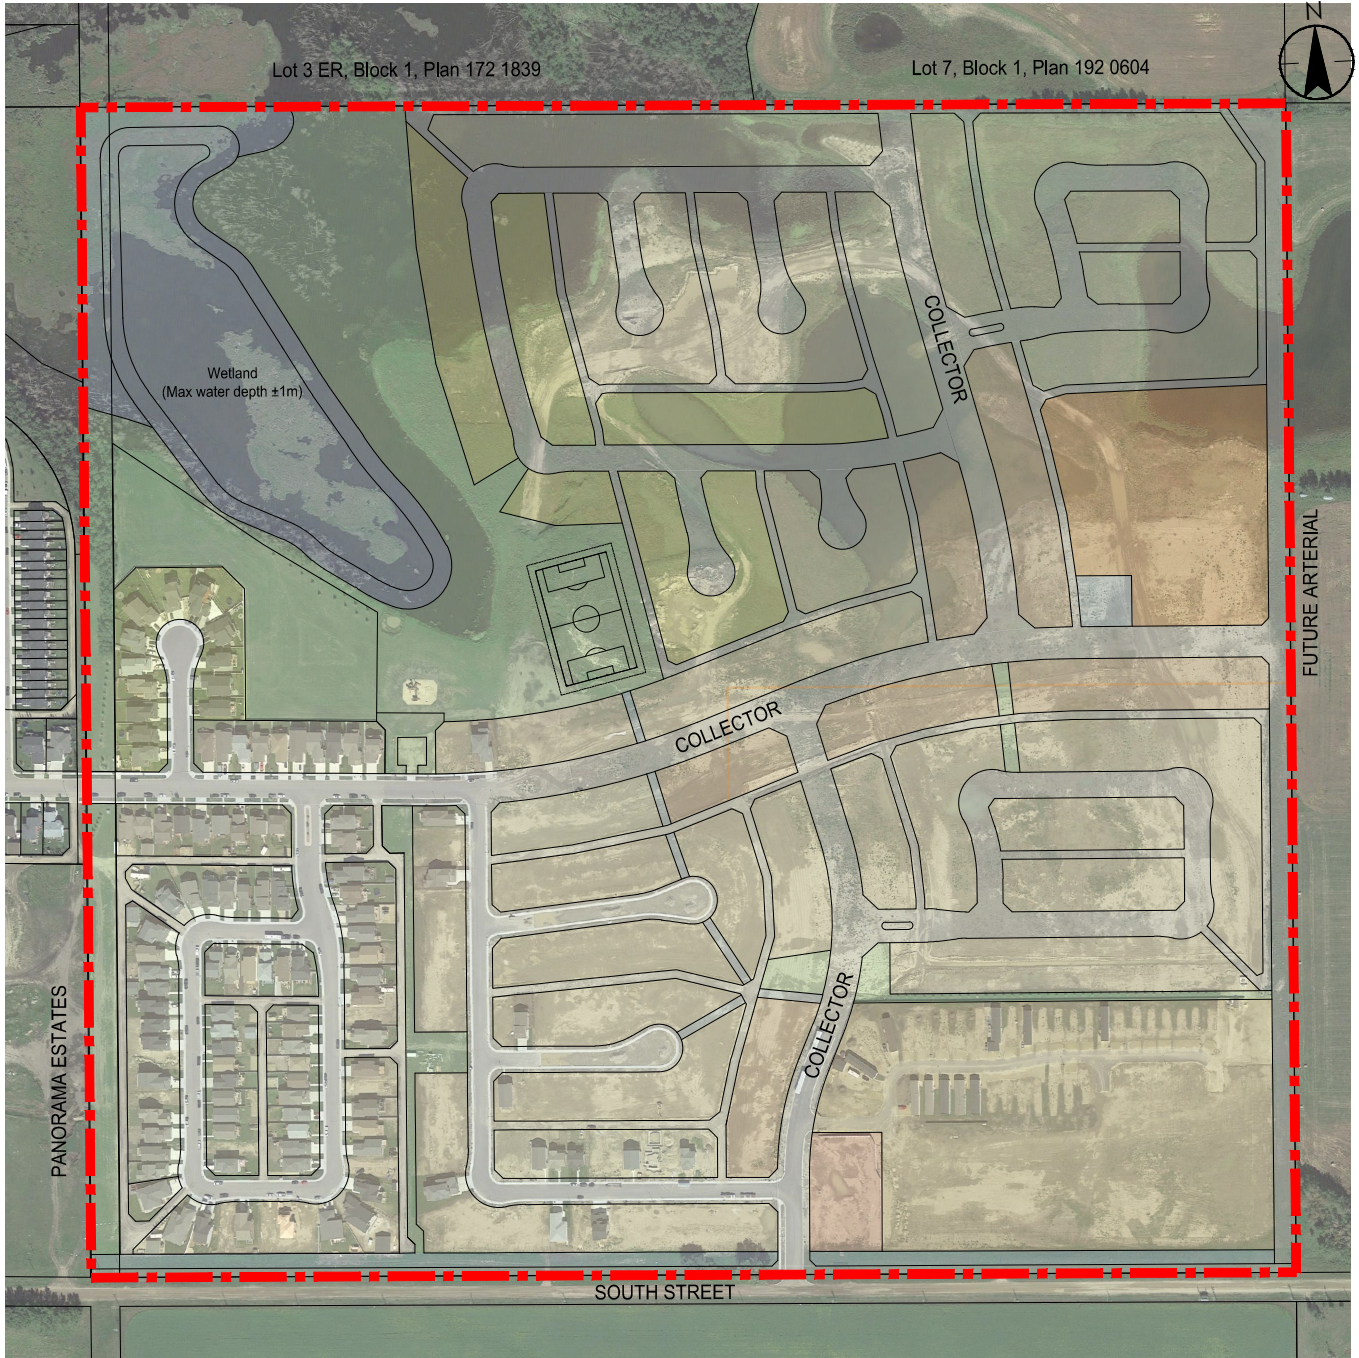 N
Lot 3 ER, Block 1, Plan 172 1839
Lot 7, Block 1, Plan 192 0604
COLLECTOR
Wetland
(Max water depth ±1m)
FUTURE ARTERIAL
COLLECTOR
COLLECTOR
PANORAMA ESTATES
SOUTH STREET